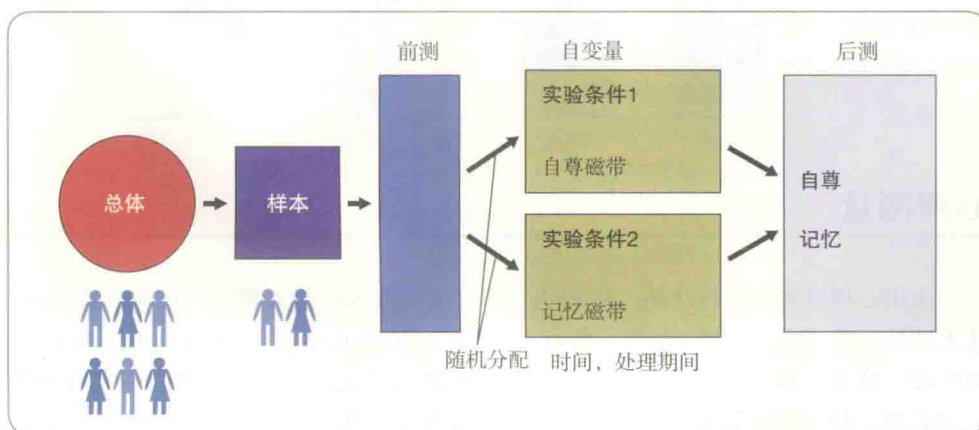 前测
自变量
后测
实验条件1
自尊磁带
总体
样本
自尊
记忆
实验条件2
记忆磁带
随机分配
时间，处理期间